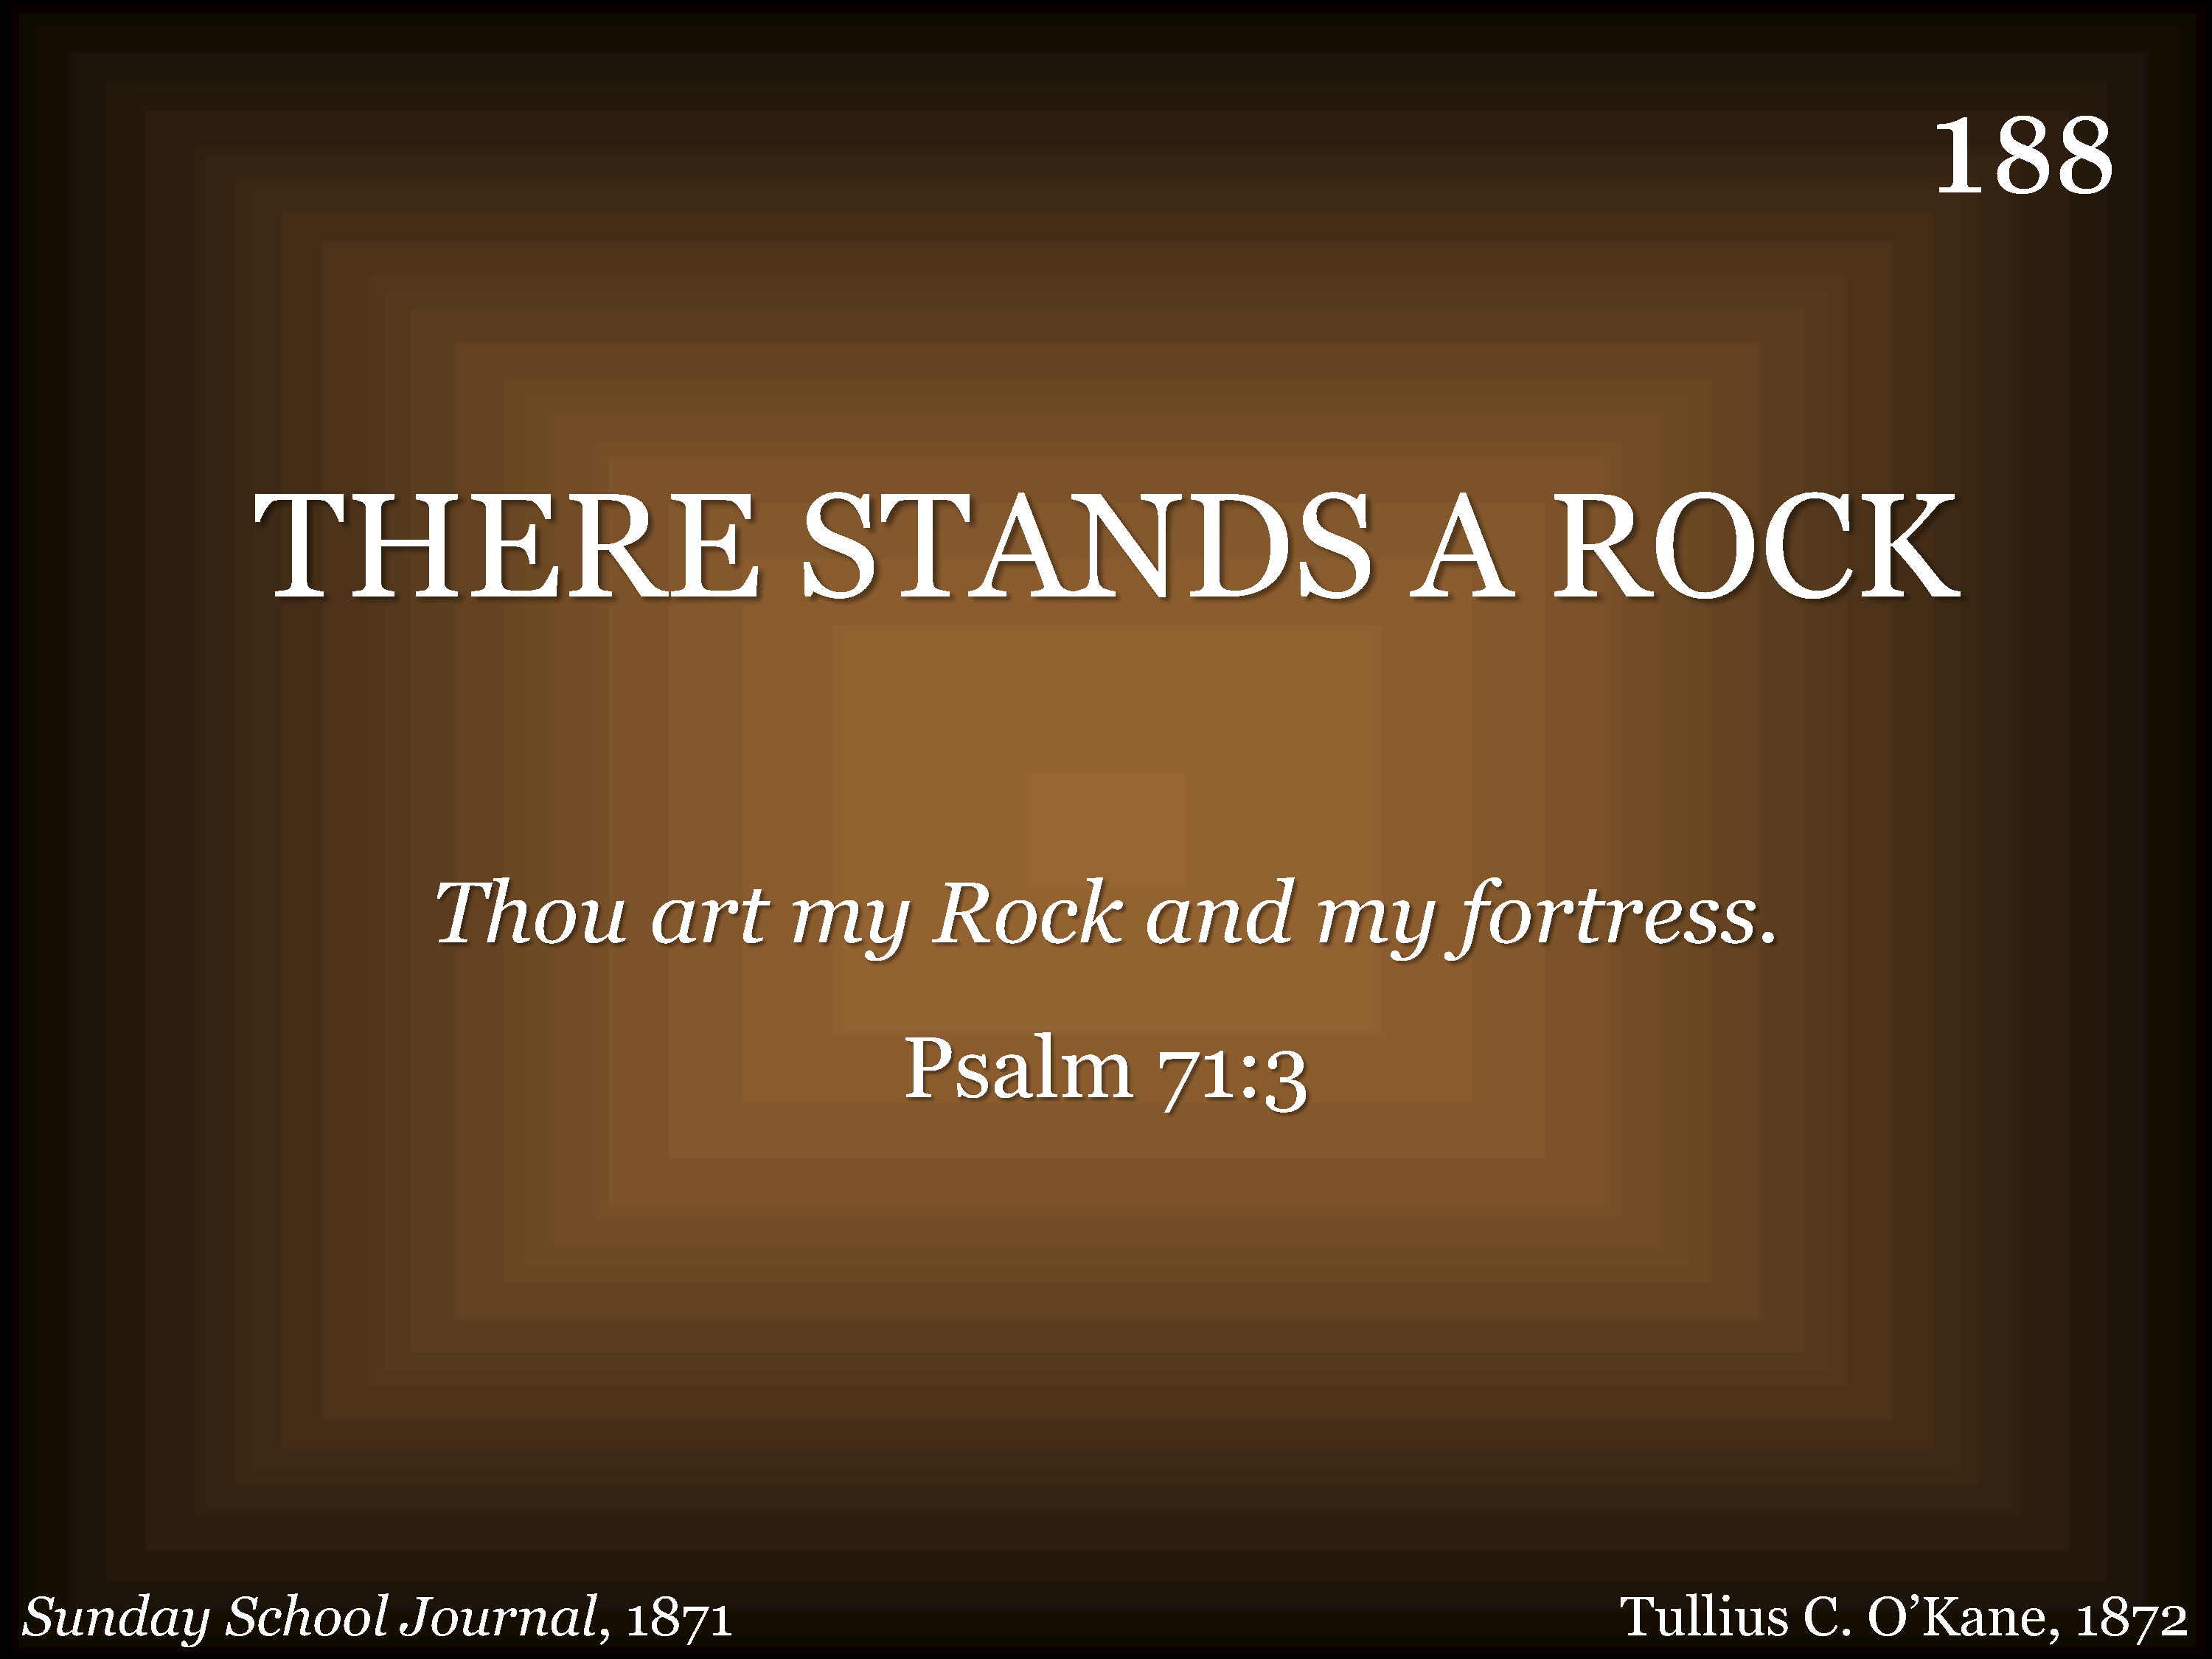 188
THERE STANDS A ROCK
Thou art my Rock and my fortress.
Psalm 71:3
Sunday School Journal, 1871
Tullius C. O’Kane, 1872